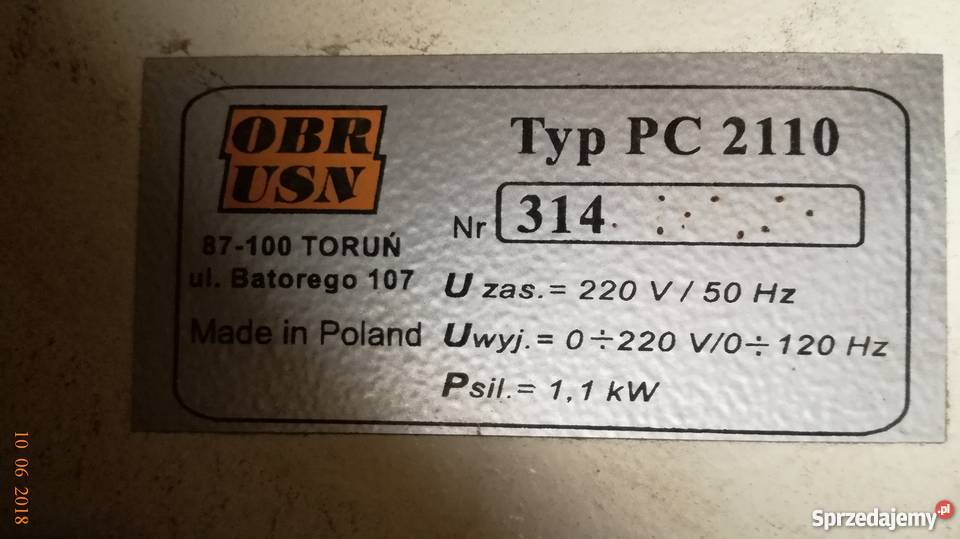 OBR
USN
87-100 TORUŃ
ul. Batorego 107
Made in Poland
Typ PC 2110
Nr 314
U zas. = 220 V / 50 Hz
Uwyj. = 0÷220 V/0÷120 Hz
Psil. = 1,1 kW
10 06 2018
Sprzedajemy.pl